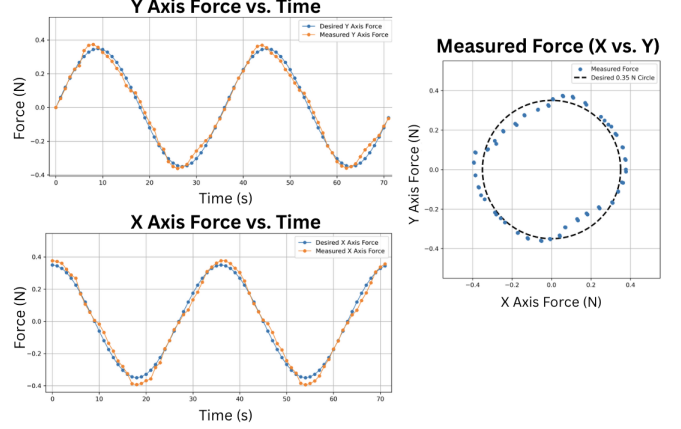 Y Axis Force vs. Time
Desired Y Axis Force
Measured Y Axis Force
Force (N)
0.4
0.2
0.0
−0.2
−0.4
0 10 20 30 40 50 60 70
Time (s)
X Axis Force vs. Time
Desired X Axis Force
Measured X Axis Force
Force (N)
0.4
0.2
0.0
−0.2
−0.4
0 10 20 30 40 50 60 70
Time (s)
Measured Force (X vs. Y)
Measured Force
Desired 0.35 N Circle
Y Axis Force (N)
0.4
0.2
0.0
−0.2
−0.4
−0.4 −0.2 0.0 0.2 0.4
X Axis Force (N)